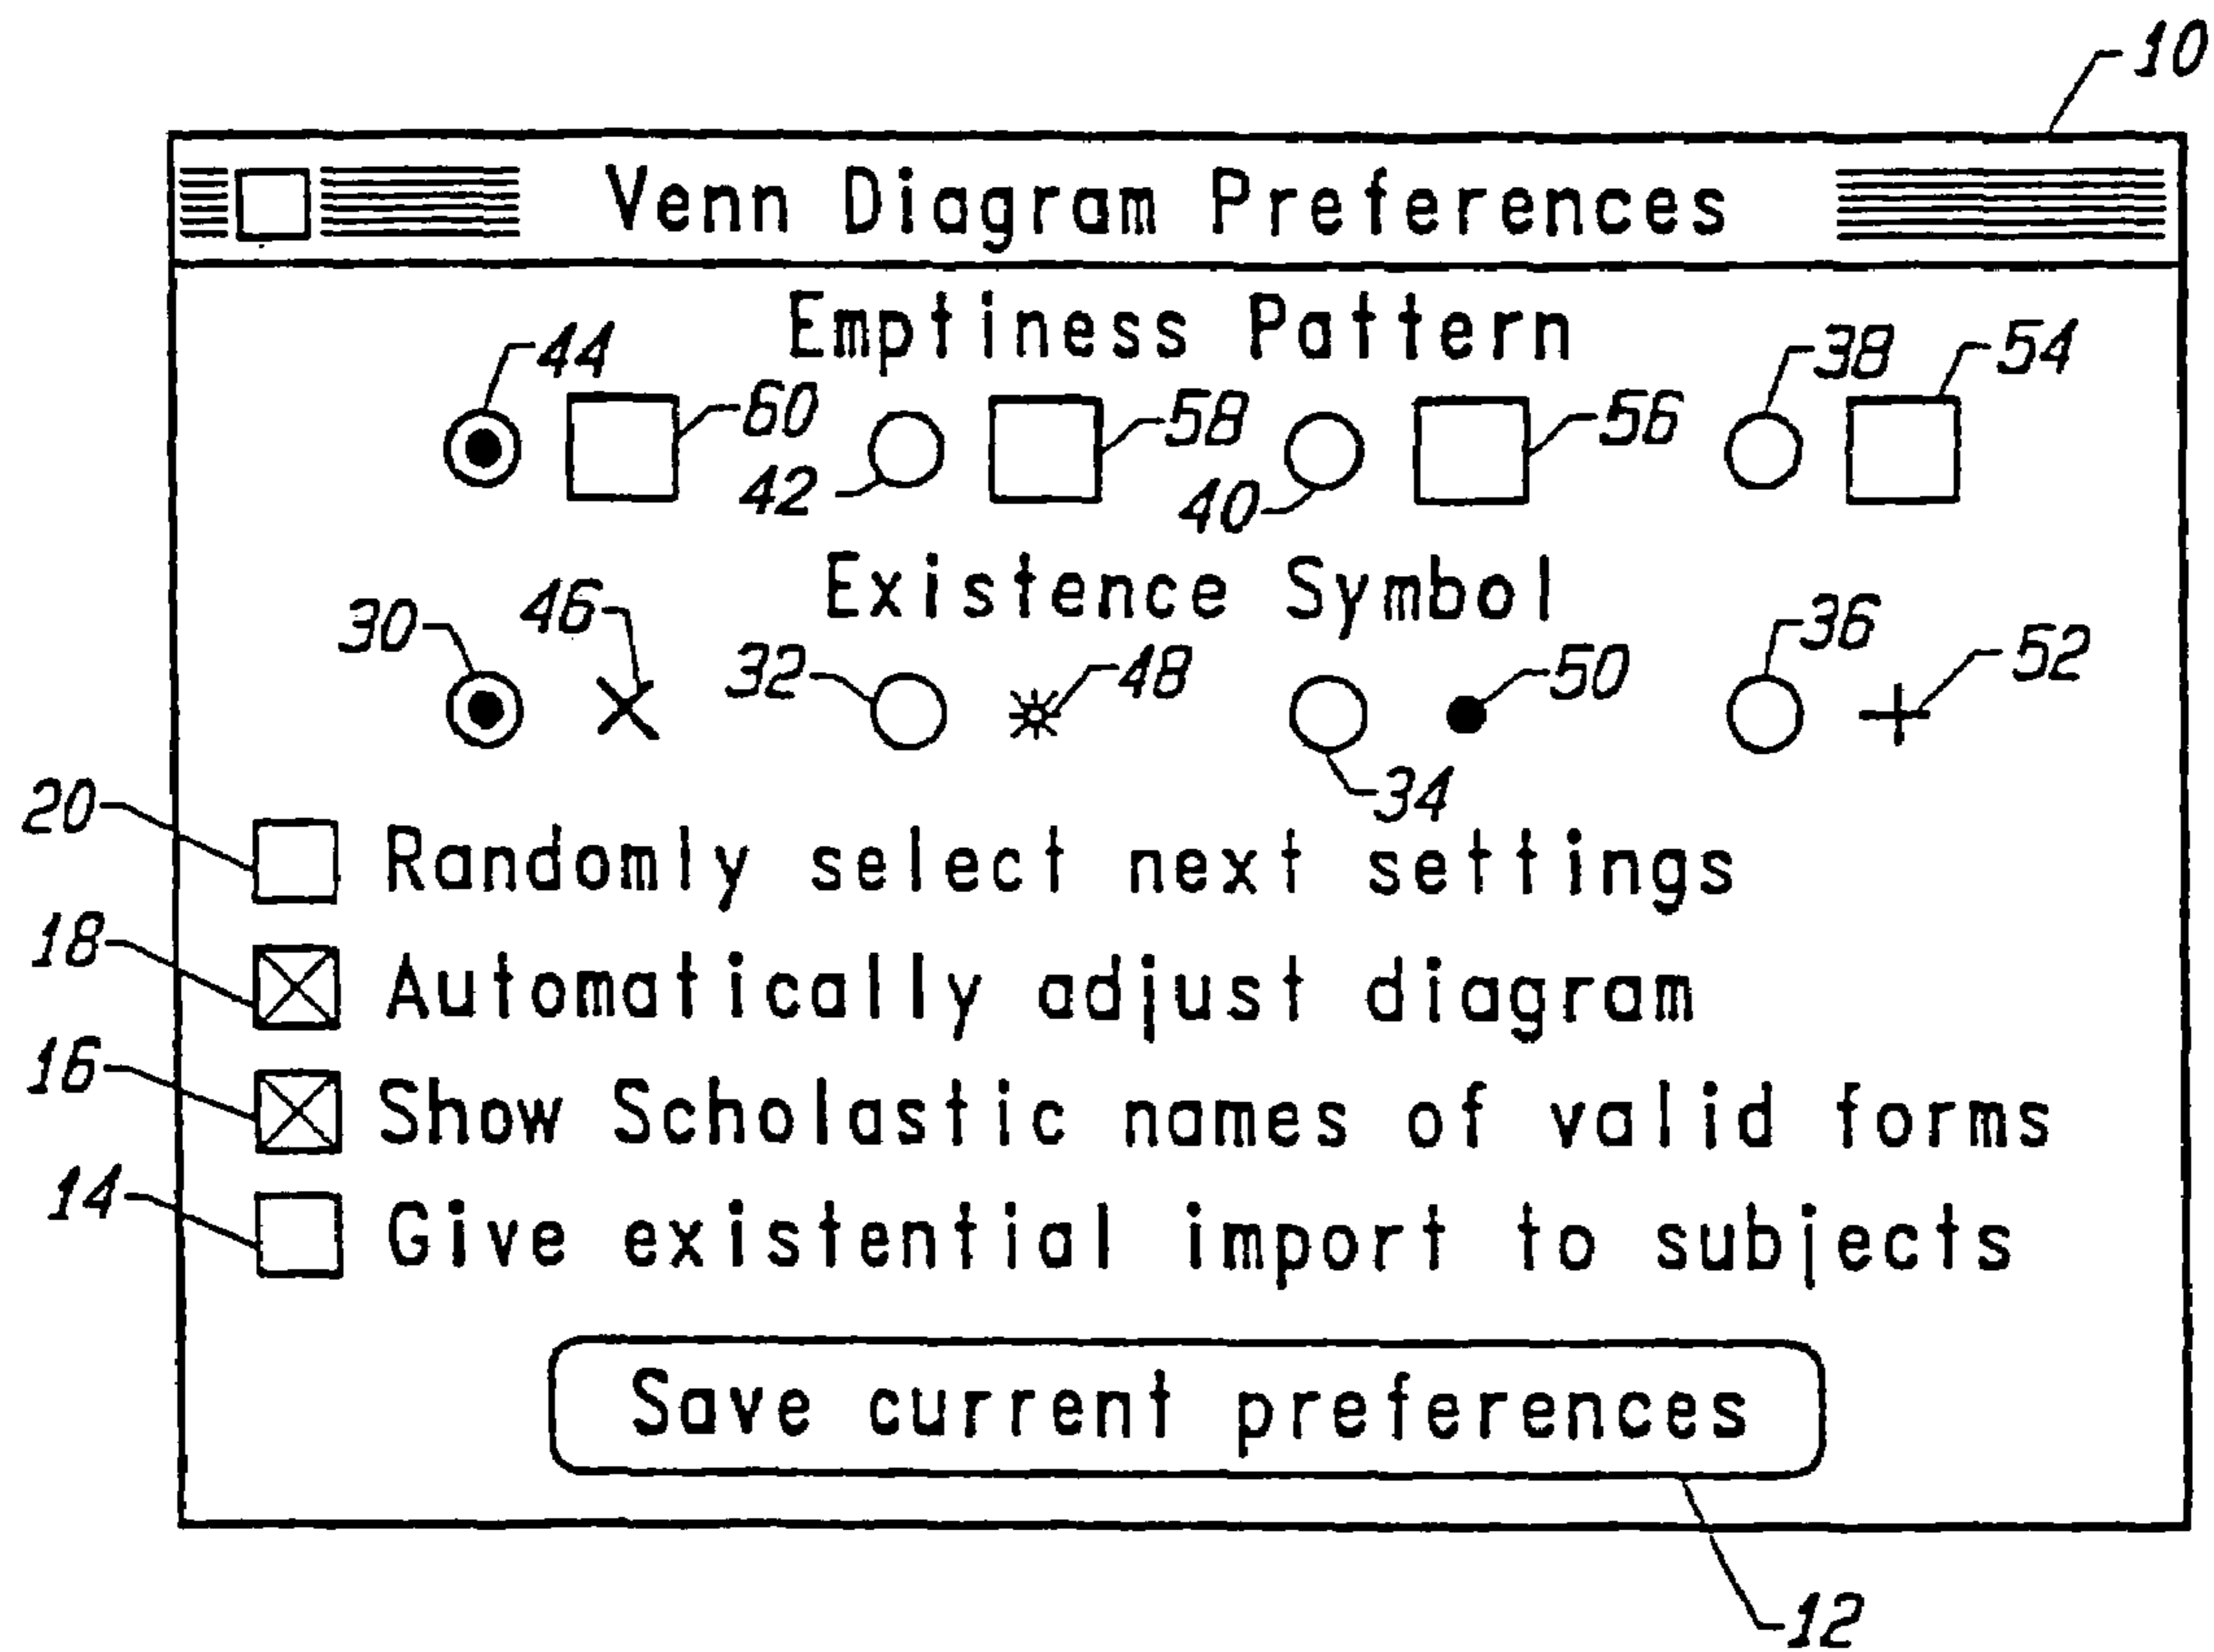 10
Venn Diagram Preferences
Emptiness Pattern
44 60 42 58 40 56 38 54
Existence Symbol
30 46 32 48 34 50 36 52
20 Randomly select next settings
18 Automatically adjust diagram
16 Show Scholastic names of valid forms
14 Give existential import to subjects
Save current preferences
12